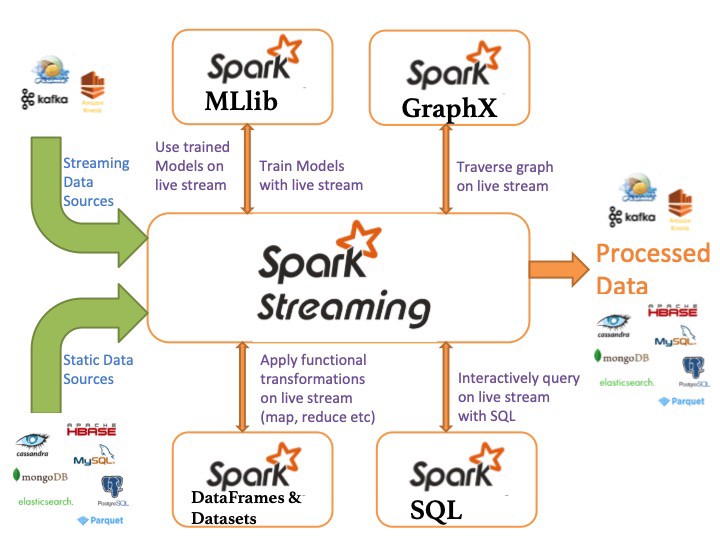 Spark
MLlib
Spark
GraphX
kafka
Amazon
Kinesis
Use trained
Models on
live stream
Train Models
with live stream
Traverse graph
on live stream
Streaming
Data
Sources
kafka
Amazon
Kinesis
Spark
Streaming
Processed
Data
Static Data
Sources
Apply functional
transformations
on live stream
(map, reduce etc)
Interactively query
on live stream
with SQL
APACHE
HBASE
cassandra
MySQL
mongoDB
PostgreSQL
elasticsearch.
Parquet
APACHE
HBASE
cassandra
MySQL
mongoDB
PostgreSQL
elasticsearch.
Parquet
Spark
DataFrames &
Datasets
Spark
SQL